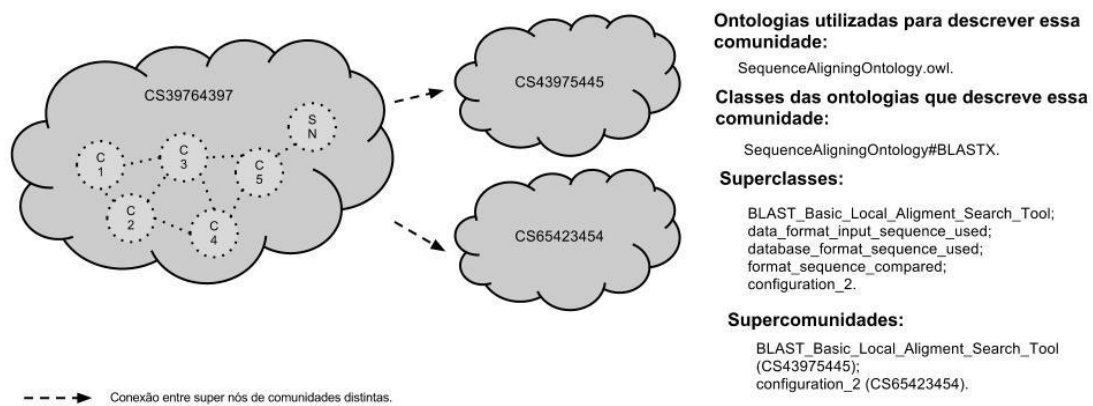 CS39764397
S
N
C
1
C
3
C
5
C
2
C
4
CS43975445
CS65423454
Conexão entre super nós de comunidades distintas.
Ontologias utilizadas para descrever essa
comunidade:
SequenceAligningOntology.owl.
Classes das ontologias que descreve essa
comunidade:
SequenceAligningOntology#BLASTX.
Superclasses:
BLAST_Basic_Local_Aligment_Search_Tool;
data_format_input_sequence_used;
database_format_sequence_used;
format_sequence_compared;
configuration_2.
Supercomunidades:
BLAST_Basic_Local_Aligment_Search_Tool
(CS43975445);
configuration_2 (CS65423454).